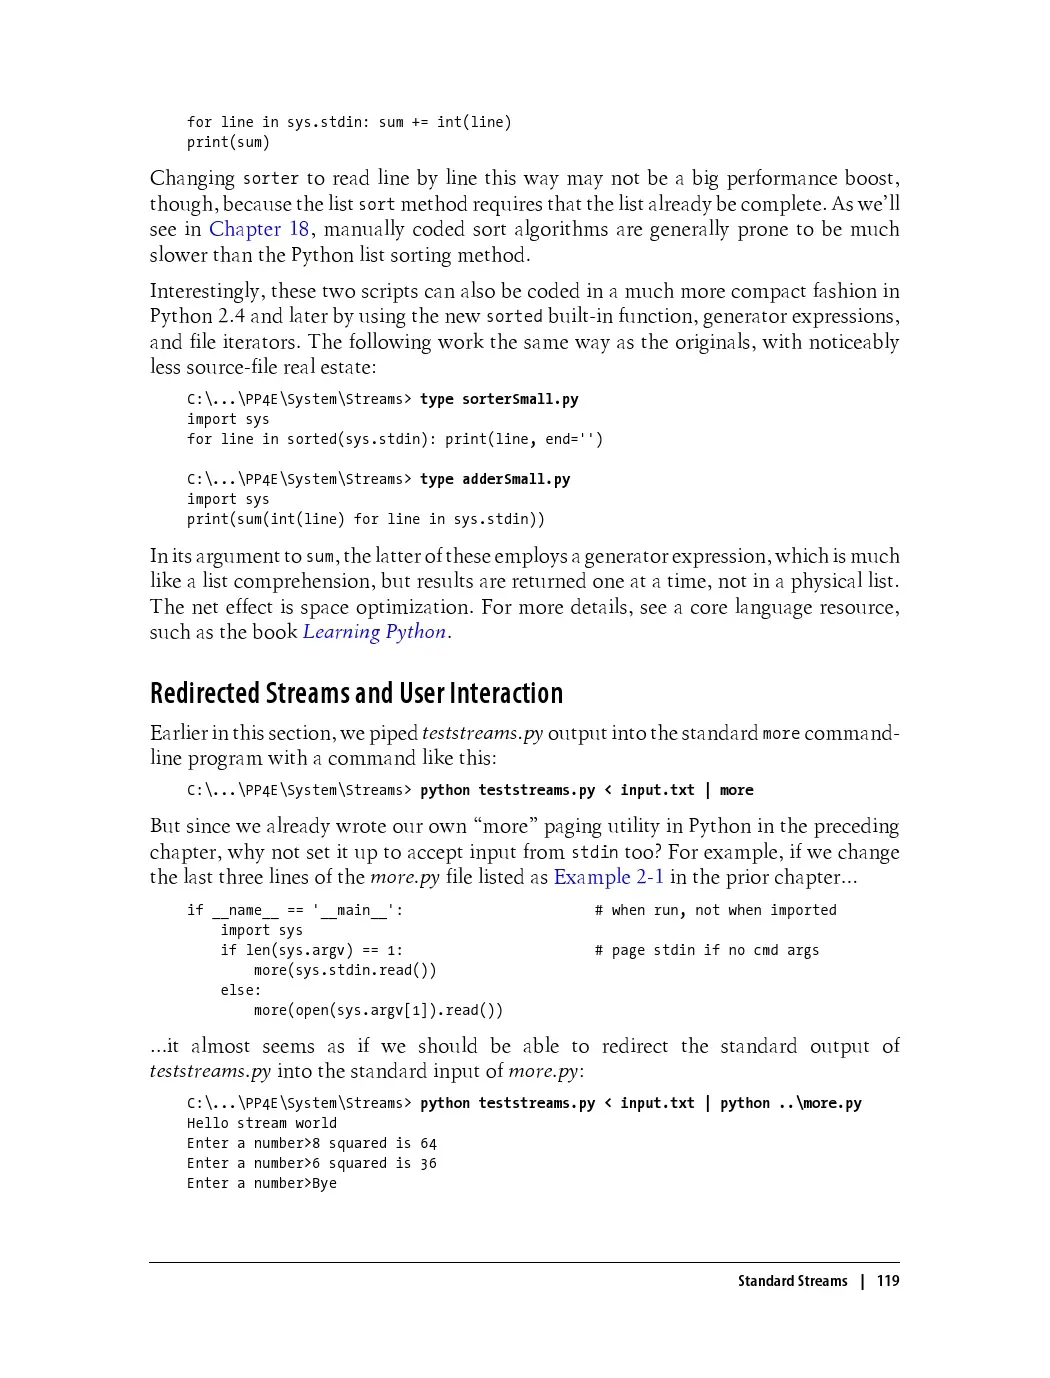 for line in sys.stdin: sum += int(line)
print(sum)
Changing sorter to read line by line this way may not be a big performance boost,
though, because the list sort method requires that the list already be complete. As we’ll
see in Chapter 18, manually coded sort algorithms are generally prone to be much
slower than the Python list sorting method.
Interestingly, these two scripts can also be coded in a much more compact fashion in
Python 2.4 and later by using the new sorted built-in function, generator expressions,
and file iterators. The following work the same way as the originals, with noticeably
less source-file real estate:
C:\...\PP4E\System\Streams> type sorterSmall.py
import sys
for line in sorted(sys.stdin): print(line, end='')
C:\...\PP4E\System\Streams> type adderSmall.py
import sys
print(sum(int(line) for line in sys.stdin))
In its argument to sum, the latter of these employs a generator expression, which is much
like a list comprehension, but results are returned one at a time, not in a physical list.
The net effect is space optimization. For more details, see a core language resource,
such as the book Learning Python.
Redirected Streams and User Interaction
Earlier in this section, we piped teststreams.py output into the standard more command-
line program with a command like this:
C:\...\PP4E\System\Streams> python teststreams.py < input.txt | more
But since we already wrote our own “more” paging utility in Python in the preceding
chapter, why not set it up to accept input from stdin too? For example, if we change
the last three lines of the more.py file listed as Example 2-1 in the prior chapter…
if __name__ == '__main__': # when run, not when imported
    import sys
    if len(sys.argv) == 1: # page stdin if no cmd args
        more(sys.stdin.read())
    else:
        more(open(sys.argv[1]).read())
…it almost seems as if we should be able to redirect the standard output of
teststreams.py into the standard input of more.py:
C:\...\PP4E\System\Streams> python teststreams.py < input.txt | python ..\more.py
Hello stream world
Enter a number>8 squared is 64
Enter a number>6 squared is 36
Enter a number>Bye
Standard Streams | 119